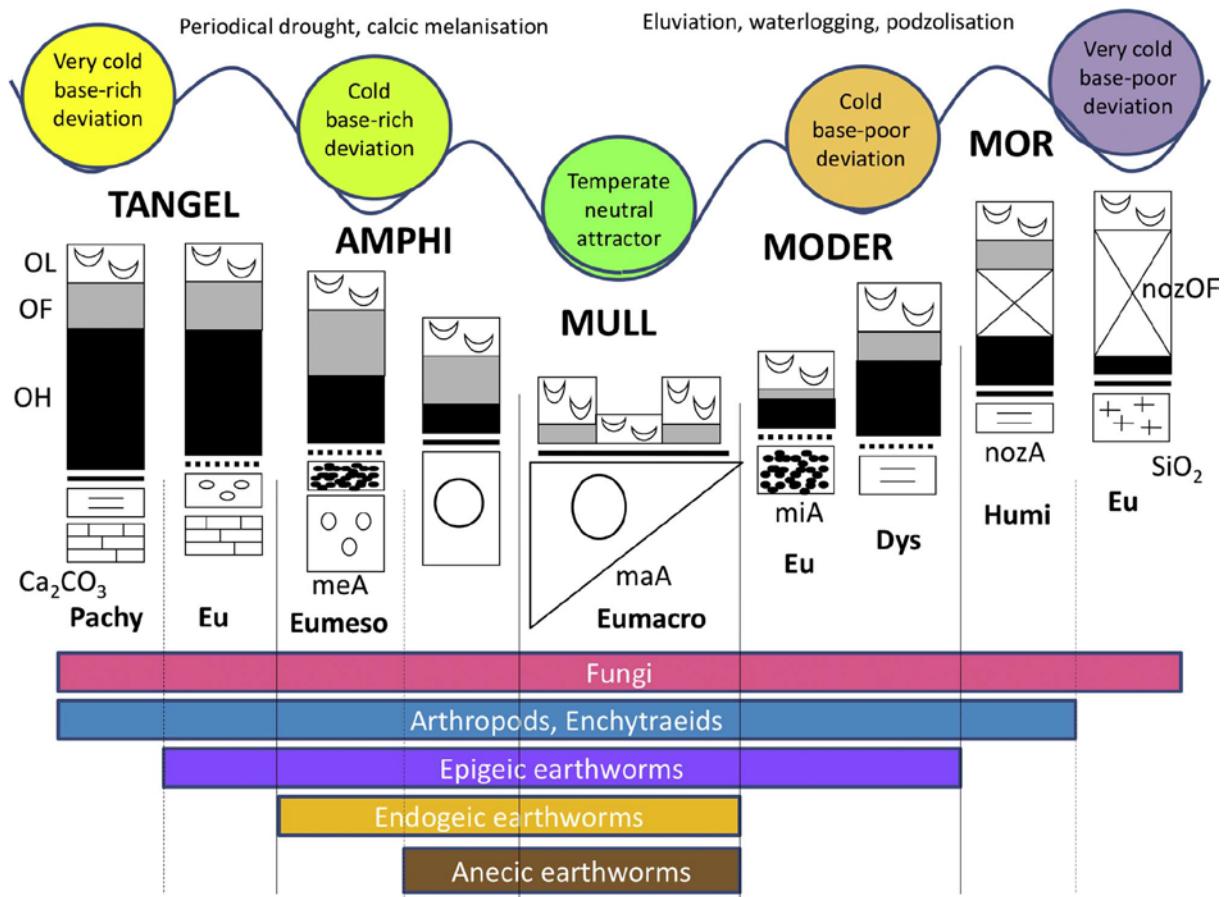 Periodical drought, calcic melanisation
Eluviation, waterlogging, podzolisation
Very cold
base-rich
deviation
Cold
base-rich
deviation
Temperate
neutral
attractor
Cold
base-poor
deviation
Very cold
base-poor
deviation
TANGEL
AMPHI
MULL
MODER
MOR
OL
OF
OH
nozOF
nozA
SiO₂
miA
meA
maA
Ca₂CO₃
Pachy
Eu
Eumeso
Eumacro
Eu
Dys
Humi
Eu
Fungi
Arthropods, Enchytraeids
Epigeic earthworms
Endogeic earthworms
Anecic earthworms